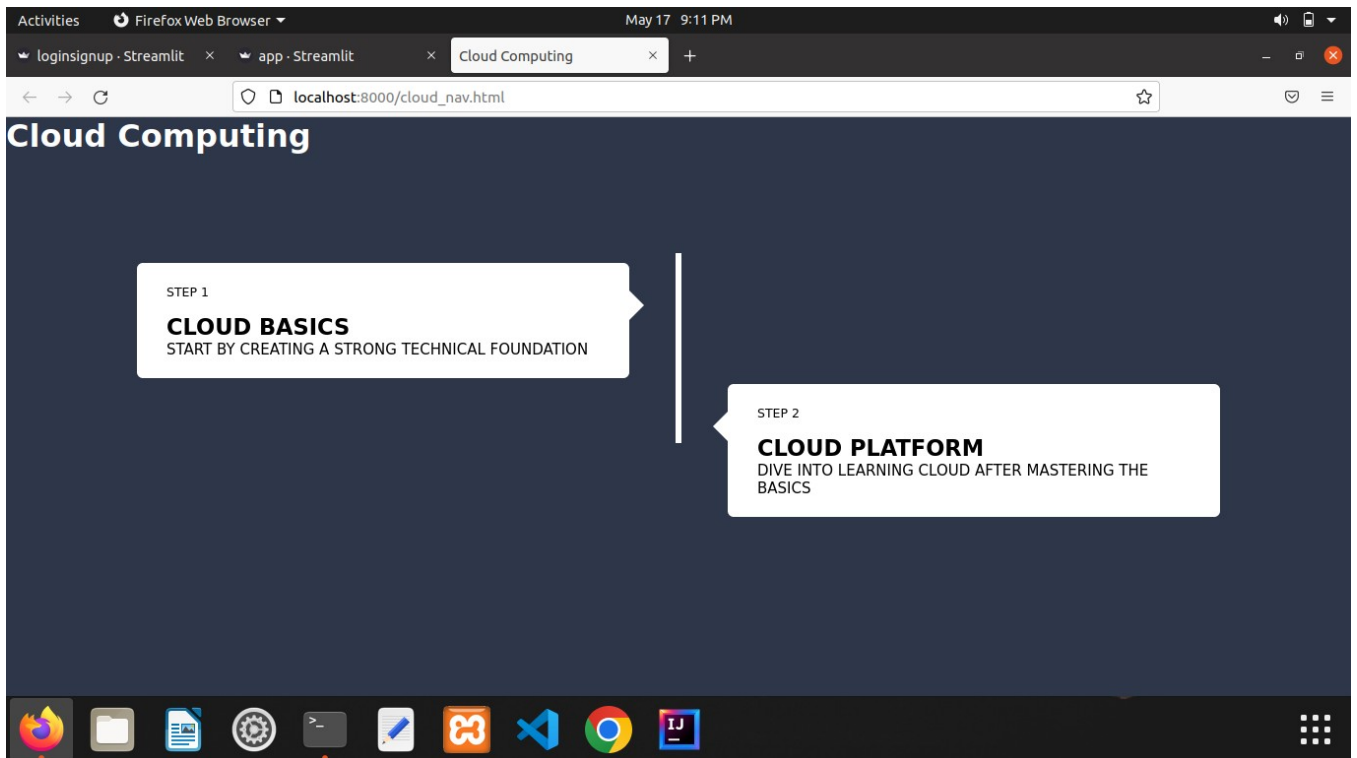 Activities Firefox Web Browser May 17 9:11 PM
loginsignup · Streamlit app · Streamlit Cloud Computing
localhost:8000/cloud_nav.html
Cloud Computing
STEP 1
CLOUD BASICS
START BY CREATING A STRONG TECHNICAL FOUNDATION
STEP 2
CLOUD PLATFORM
DIVE INTO LEARNING CLOUD AFTER MASTERING THE
BASICS
>_
IJ